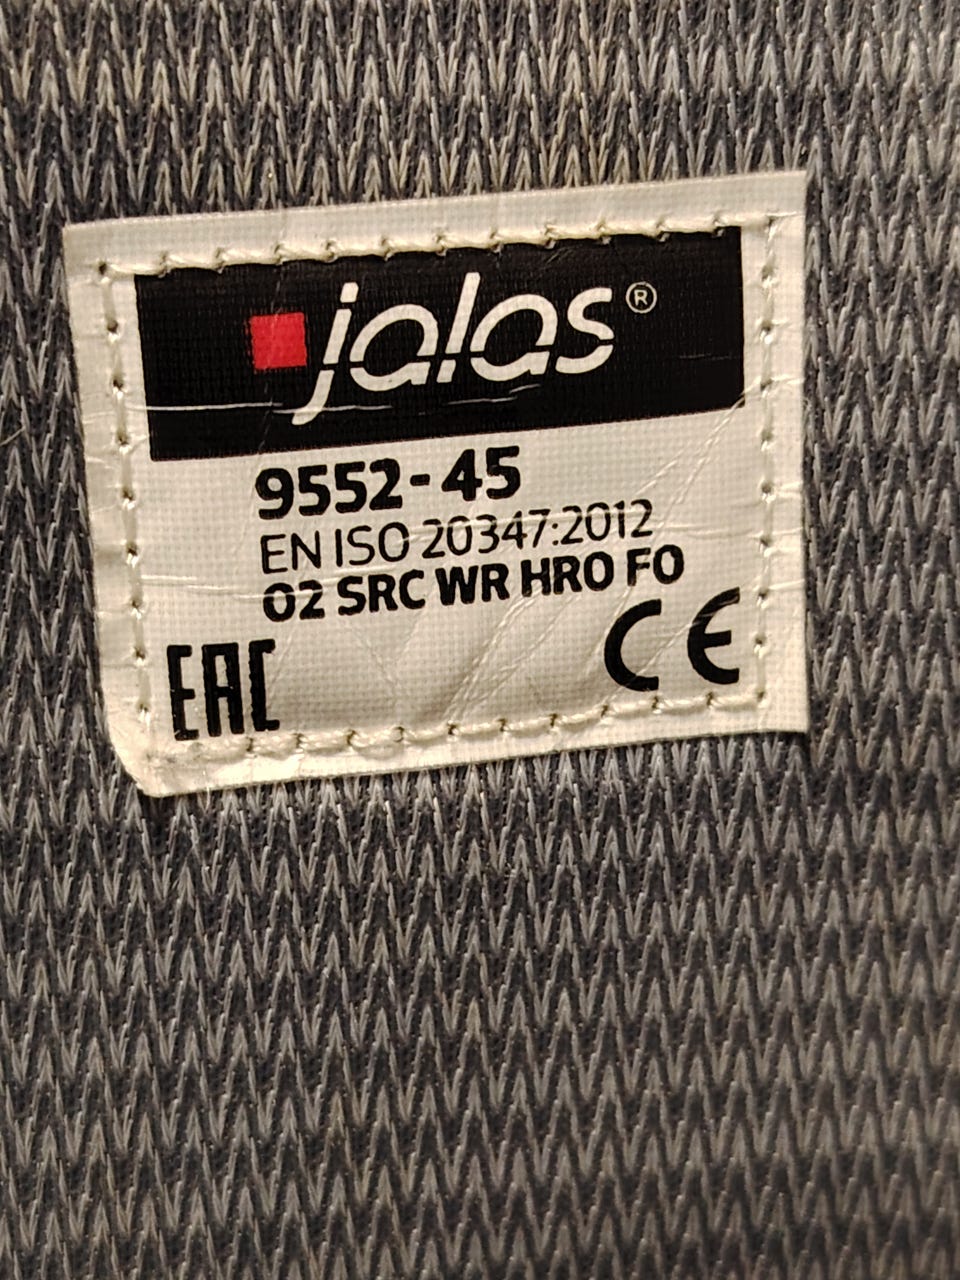 jalas®
9552-45
EN ISO 20347:2012
O2 SRC WR HRO FO
EAC CE